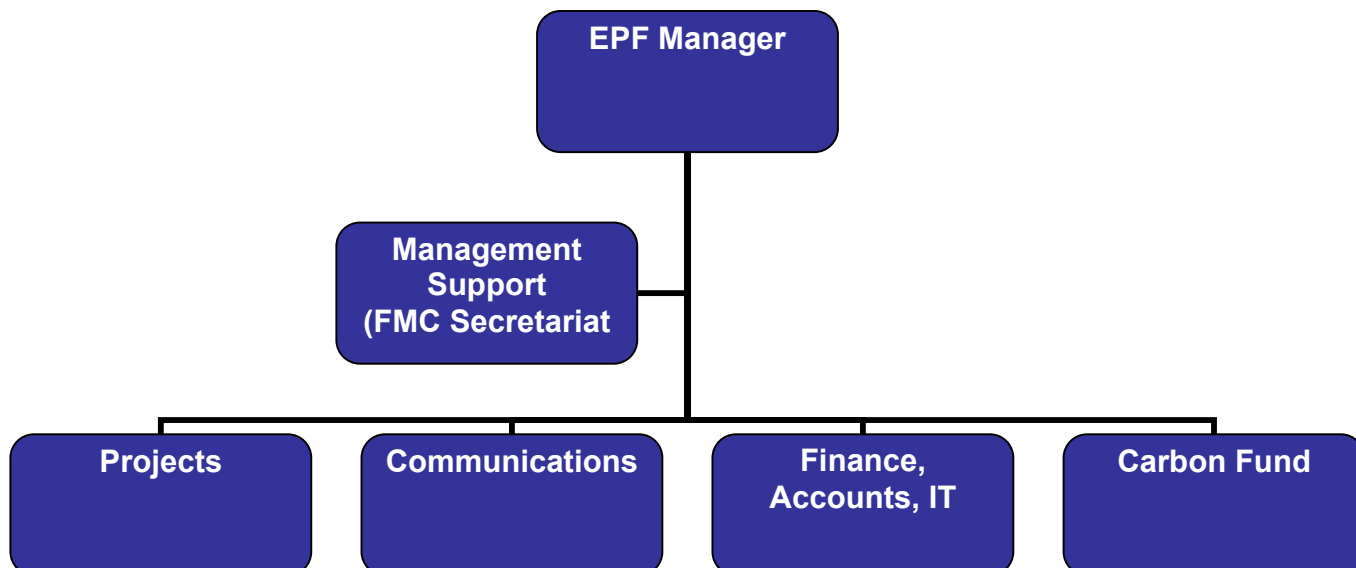 EPF Manager
Management
Support
(FMC Secretariat
Projects
Communications
Finance,
Accounts, IT
Carbon Fund